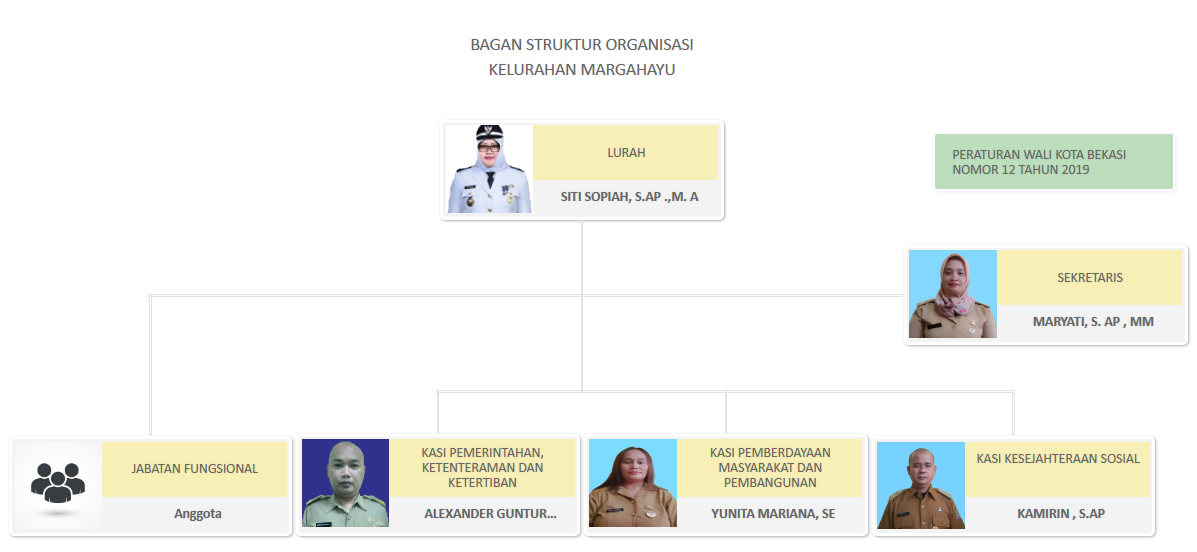 BAGAN STRUKTUR ORGANISASI
KELURAHAN MARGAHAYU
LURAH
SITI SOPIAH, S.AP .,M. A
PERATURAN WALI KOTA BEKASI
NOMOR 12 TAHUN 2019
SEKRETARIS
MARYATI, S. AP , MM
JABATAN FUNGSIONAL
Anggota
KASI PEMERINTAHAN,
KETENTERAMAN DAN
KETERTIBAN
ALEXANDER GUNTUR...
KASI PEMBERDAYAAN
MASYARAKAT DAN
PEMBANGUNAN
YUNITA MARIANA, SE
KASI KESEJAHTERAAN SOSIAL
KAMIRIN , S.AP